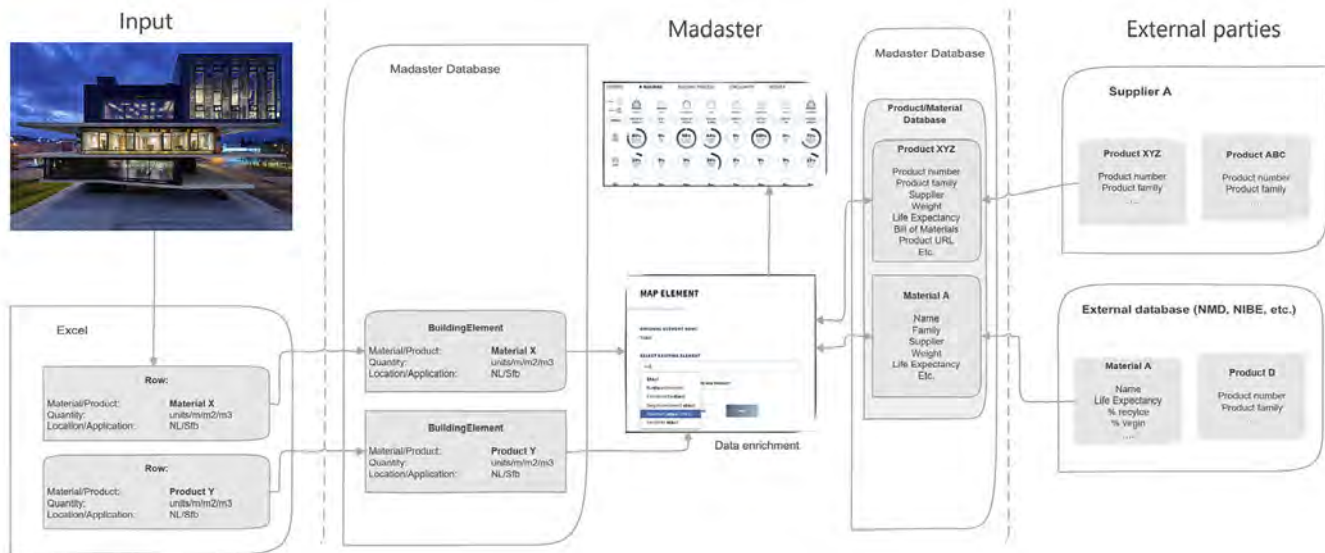 Input
Madaster
External parties
Excel
Row:
Material/Product: Material X
Quantity: units/m/m2/m3
Location/Application: NL/Sfb
Row:
Material/Product: Product Y
Quantity: units/m/m2/m3
Location/Application: NL/Sfb
Madaster Database
BuildingElement
Material/Product: Material X
Quantity: units/m/m2/m3
Location/Application: NL/Sfb
BuildingElement
Material/Product: Product Y
Quantity: units/m/m2/m3
Location/Application: NL/Sfb
MAP ELEMENT
SELECT EXISTING ELEMENT
Data enrichment
Madaster Database
Product/Material
Database
Product XYZ
Product number
Product family
Supplier
Weight
Life Expectancy
Bill of Materials
Product URL
Etc.
Material A
Name
Family
Supplier
Weight
Life Expectancy
Etc.
Supplier A
Product XYZ
Product number
Product family
....
Product ABC
Product number
Product family
....
External database (NMD, NIBE, etc.)
Material A
Name
Life Expectancy
% recylce
% vegin
....
Product D
Product number
Product family
....